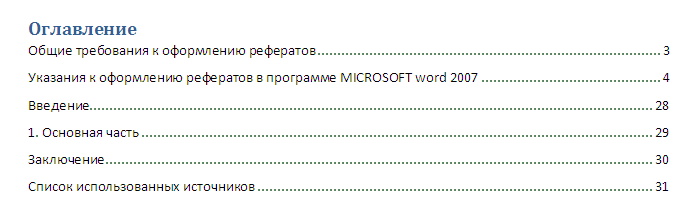 Оглавление
Общие требования к оформлению рефератов........................................................................ 3
Указания к оформлению рефератов в программе MICROSOFT word 2007 ..................................... 4
Введение........................................................................................................................ 28
1. Основная часть ............................................................................................................ 29
Заключение.................................................................................................................... 30
Список использованных источников .................................................................................. 31